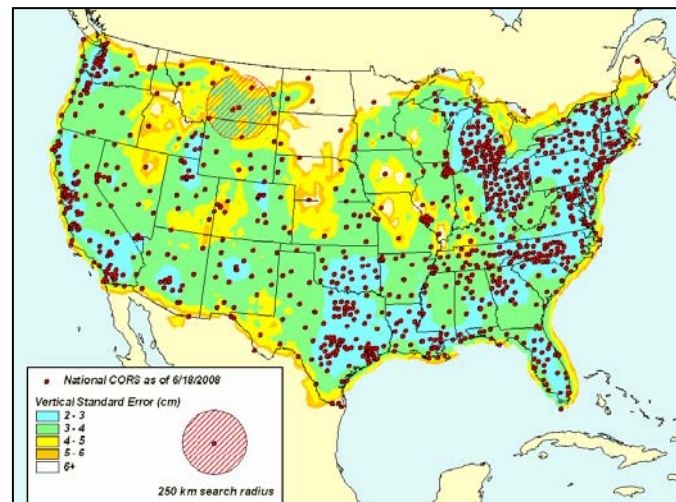 National CORS as of 6/18/2008
Vertical Standard Error (cm)
2 - 3
3 - 4
4 - 5
5 - 6
6+
250 km search radius